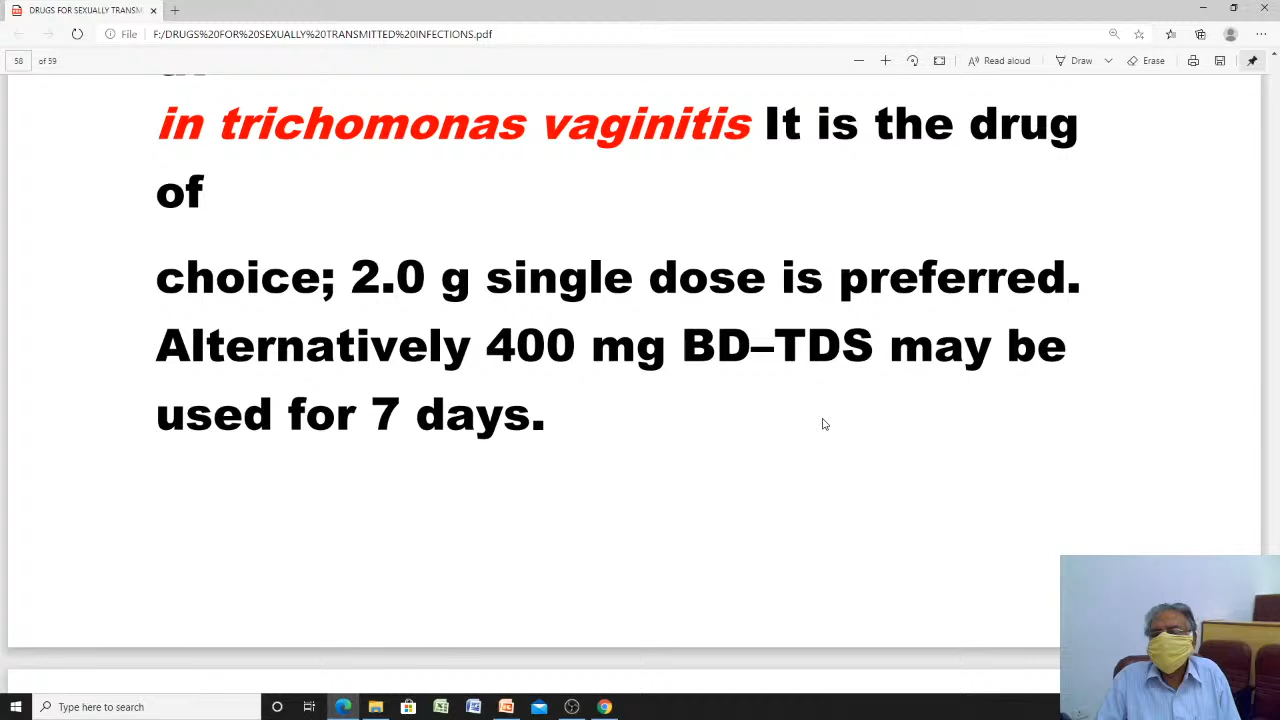 DRUGS FOR SEXUALLY TRANSM
File F:/DRUGS%20FOR%20SEXUALLY%20TRANSMITTED%20INFECTIONS.pdf
58 of 59 Read aloud Draw Erase
in trichomonas vaginitis It is the drug
of
choice; 2.0 g single dose is preferred.
Alternatively 400 mg BD–TDS may be
used for 7 days.
Type here to search